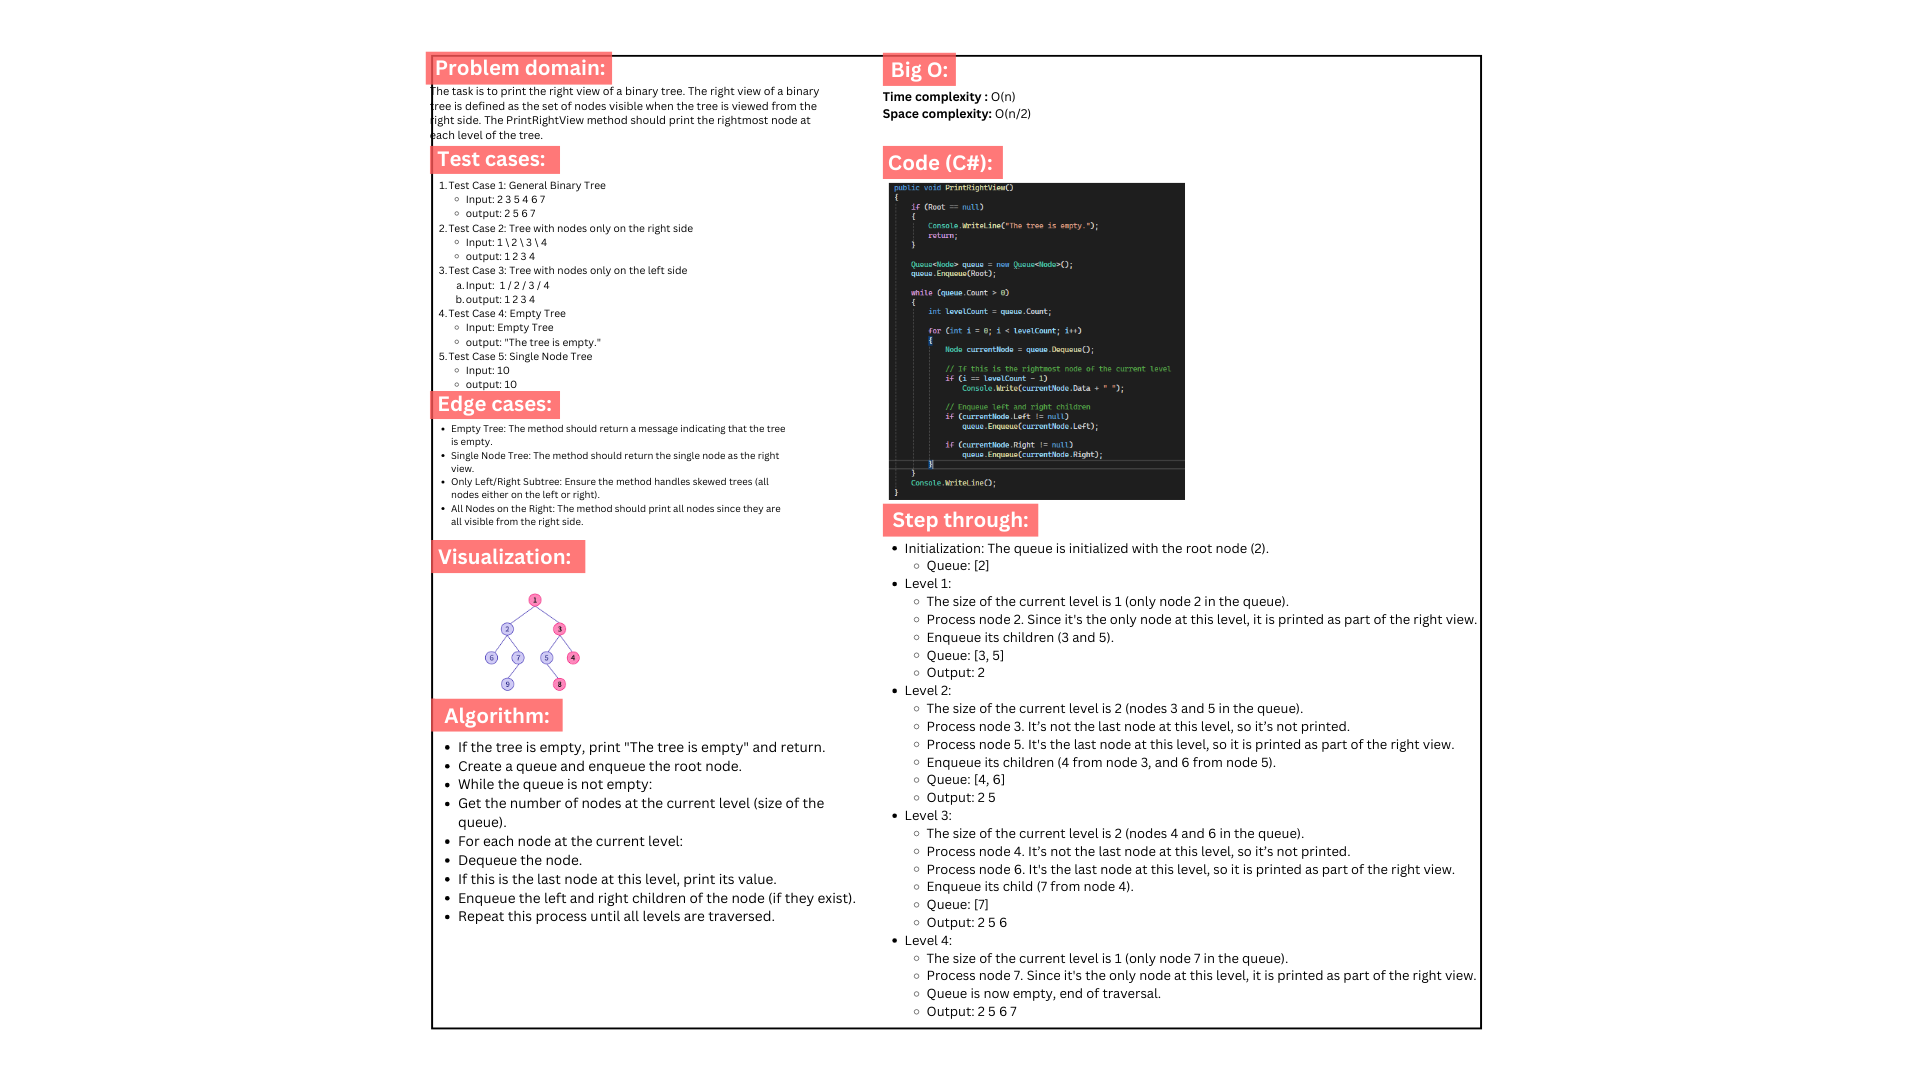 Problem domain:
The task is to print the right view of a binary tree. The right view of a binary
tree is defined as the set of nodes visible when the tree is viewed from the
right side. The PrintRightView method should print the rightmost node at
each level of the tree.
Test cases:
1. Test Case 1: General Binary Tree
Input: 2 3 5 4 6 7
output: 2 5 6 7
2. Test Case 2: Tree with nodes only on the right side
Input: 1 \ 2 \ 3 \ 4
output: 1 2 3 4
3. Test Case 3: Tree with nodes only on the left side
a. Input: 1 / 2 / 3 / 4
b. output: 1 2 3 4
4. Test Case 4: Empty Tree
Input: Empty Tree
output: "The tree is empty."
5. Test Case 5: Single Node Tree
Input: 10
output: 10
Edge cases:
Empty Tree: The method should return a message indicating that the tree
is empty.
Single Node Tree: The method should return the single node as the right
view.
Only Left/Right Subtree: Ensure the method handles skewed trees (all
nodes either on the left or right).
All Nodes on the Right: The method should print all nodes since they are
all visible from the right side.
Visualization:
1
2 3
6 7 5 4
9 8
Algorithm:
If the tree is empty, print "The tree is empty" and return.
Create a queue and enqueue the root node.
While the queue is not empty:
Get the number of nodes at the current level (size of the
queue).
For each node at the current level:
Dequeue the node.
If this is the last node at this level, print its value.
Enqueue the left and right children of the node (if they exist).
Repeat this process until all levels are traversed.
Big O:
Time complexity : O(n)
Space complexity: O(n/2)
Code (C#):
public void PrintRightView()
{
if (Root == null)
{
Console.WriteLine("The tree is empty.");
return;
}
Queue<Node> queue = new Queue<Node>();
queue.Enqueue(Root);
while (queue.Count > 0)
{
int levelCount = queue.Count;
for (int i = 0; i < levelCount; i++)
{
Node currentNode = queue.Dequeue();
// If this is the rightmost node of the current level
if (i == levelCount - 1)
Console.Write(currentNode.Data + " ");
// Enqueue left and right children
if (currentNode.Left != null)
queue.Enqueue(currentNode.Left);
if (currentNode.Right != null)
queue.Enqueue(currentNode.Right);
}
}
Console.WriteLine();
}
Step through:
Initialization: The queue is initialized with the root node (2).
Queue: [2]
Level 1:
The size of the current level is 1 (only node 2 in the queue).
Process node 2. Since it's the only node at this level, it is printed as part of the right view.
Enqueue its children (3 and 5).
Queue: [3, 5]
Output: 2
Level 2:
The size of the current level is 2 (nodes 3 and 5 in the queue).
Process node 3. It’s not the last node at this level, so it’s not printed.
Process node 5. It's the last node at this level, so it is printed as part of the right view.
Enqueue its children (4 from node 3, and 6 from node 5).
Queue: [4, 6]
Output: 2 5
Level 3:
The size of the current level is 2 (nodes 4 and 6 in the queue).
Process node 4. It’s not the last node at this level, so it’s not printed.
Process node 6. It's the last node at this level, so it is printed as part of the right view.
Enqueue its child (7 from node 4).
Queue: [7]
Output: 2 5 6
Level 4:
The size of the current level is 1 (only node 7 in the queue).
Process node 7. Since it's the only node at this level, it is printed as part of the right view.
Queue is now empty, end of traversal.
Output: 2 5 6 7